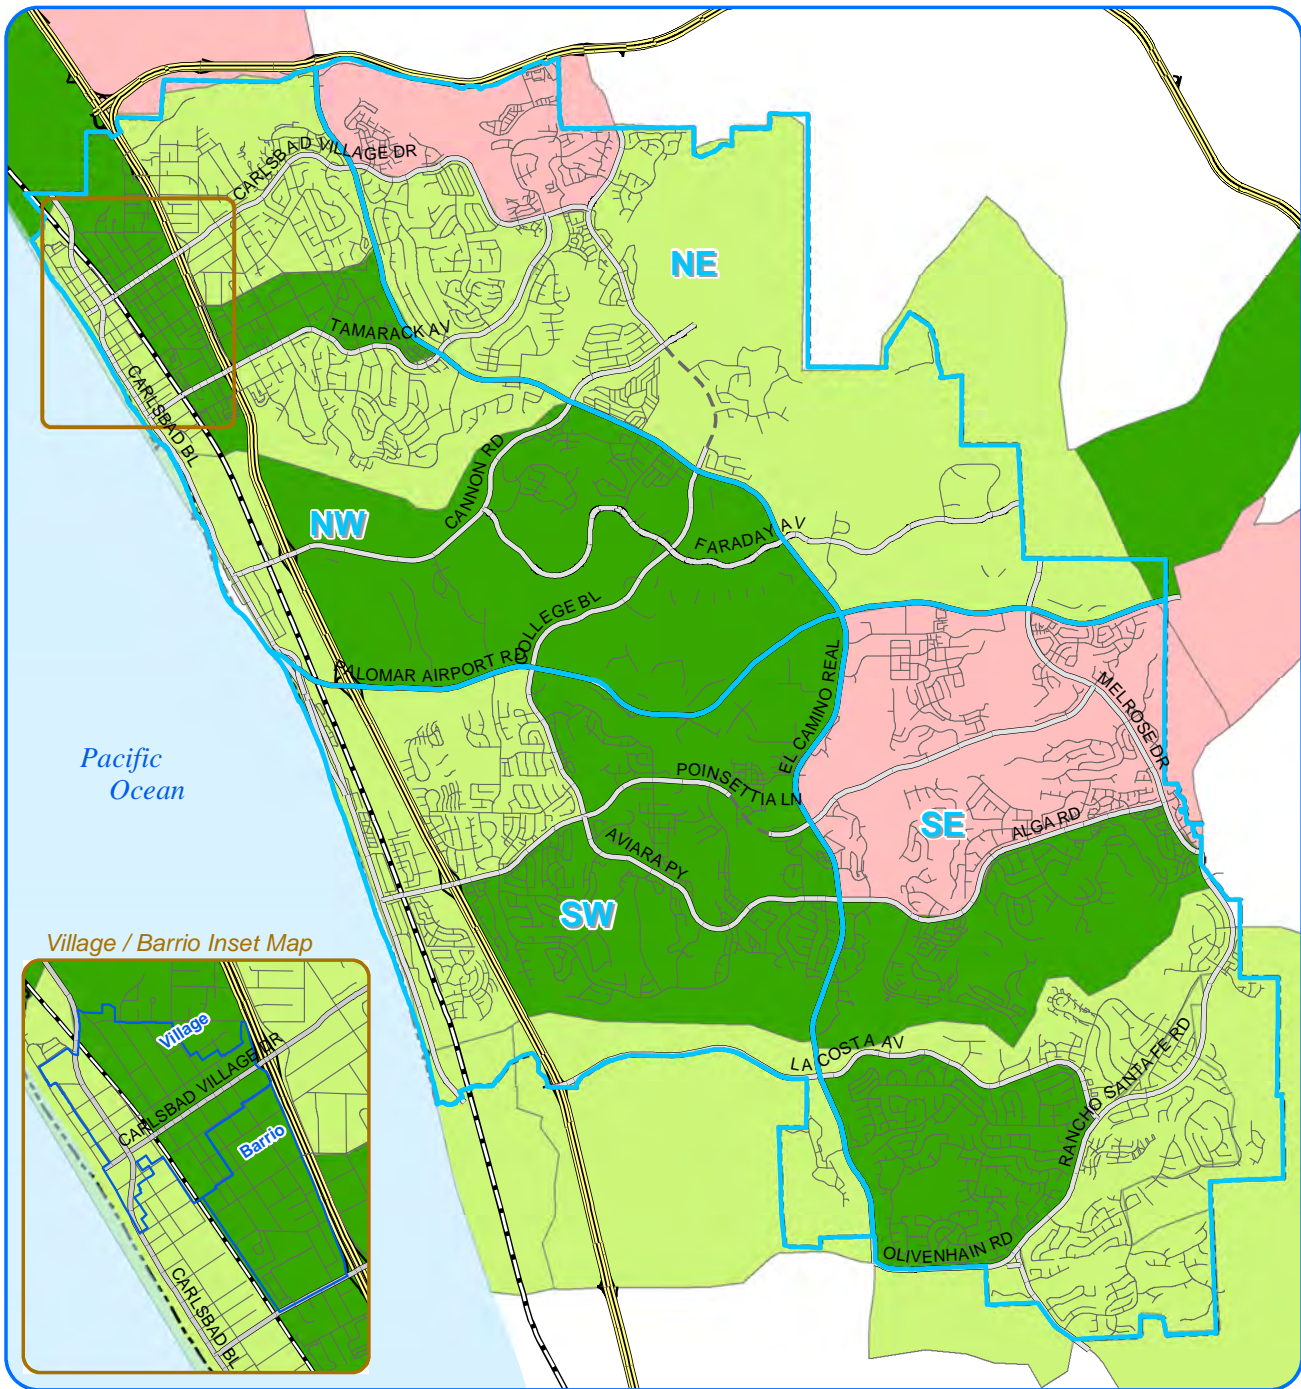 CARLSBAD VILLAGE DR
NE
TAMARACK AV
CARLSBAD BL
CANNON RD
NW
FARADAY AV
COLLEGE BL
PALOMAR AIRPORT RD
EL CAMINO REAL
MELROSE DR
Pacific
Ocean
POINSETTIA LN
SE
ALGA RD
AVIARA PY
SW
Village / Barrio Inset Map
Village
CARLSBAD VILLAGE DR
Barrio
CARLSBAD BL
LA COSTA AV
RANCHO SANTA FE RD
OLIVENHAIN RD